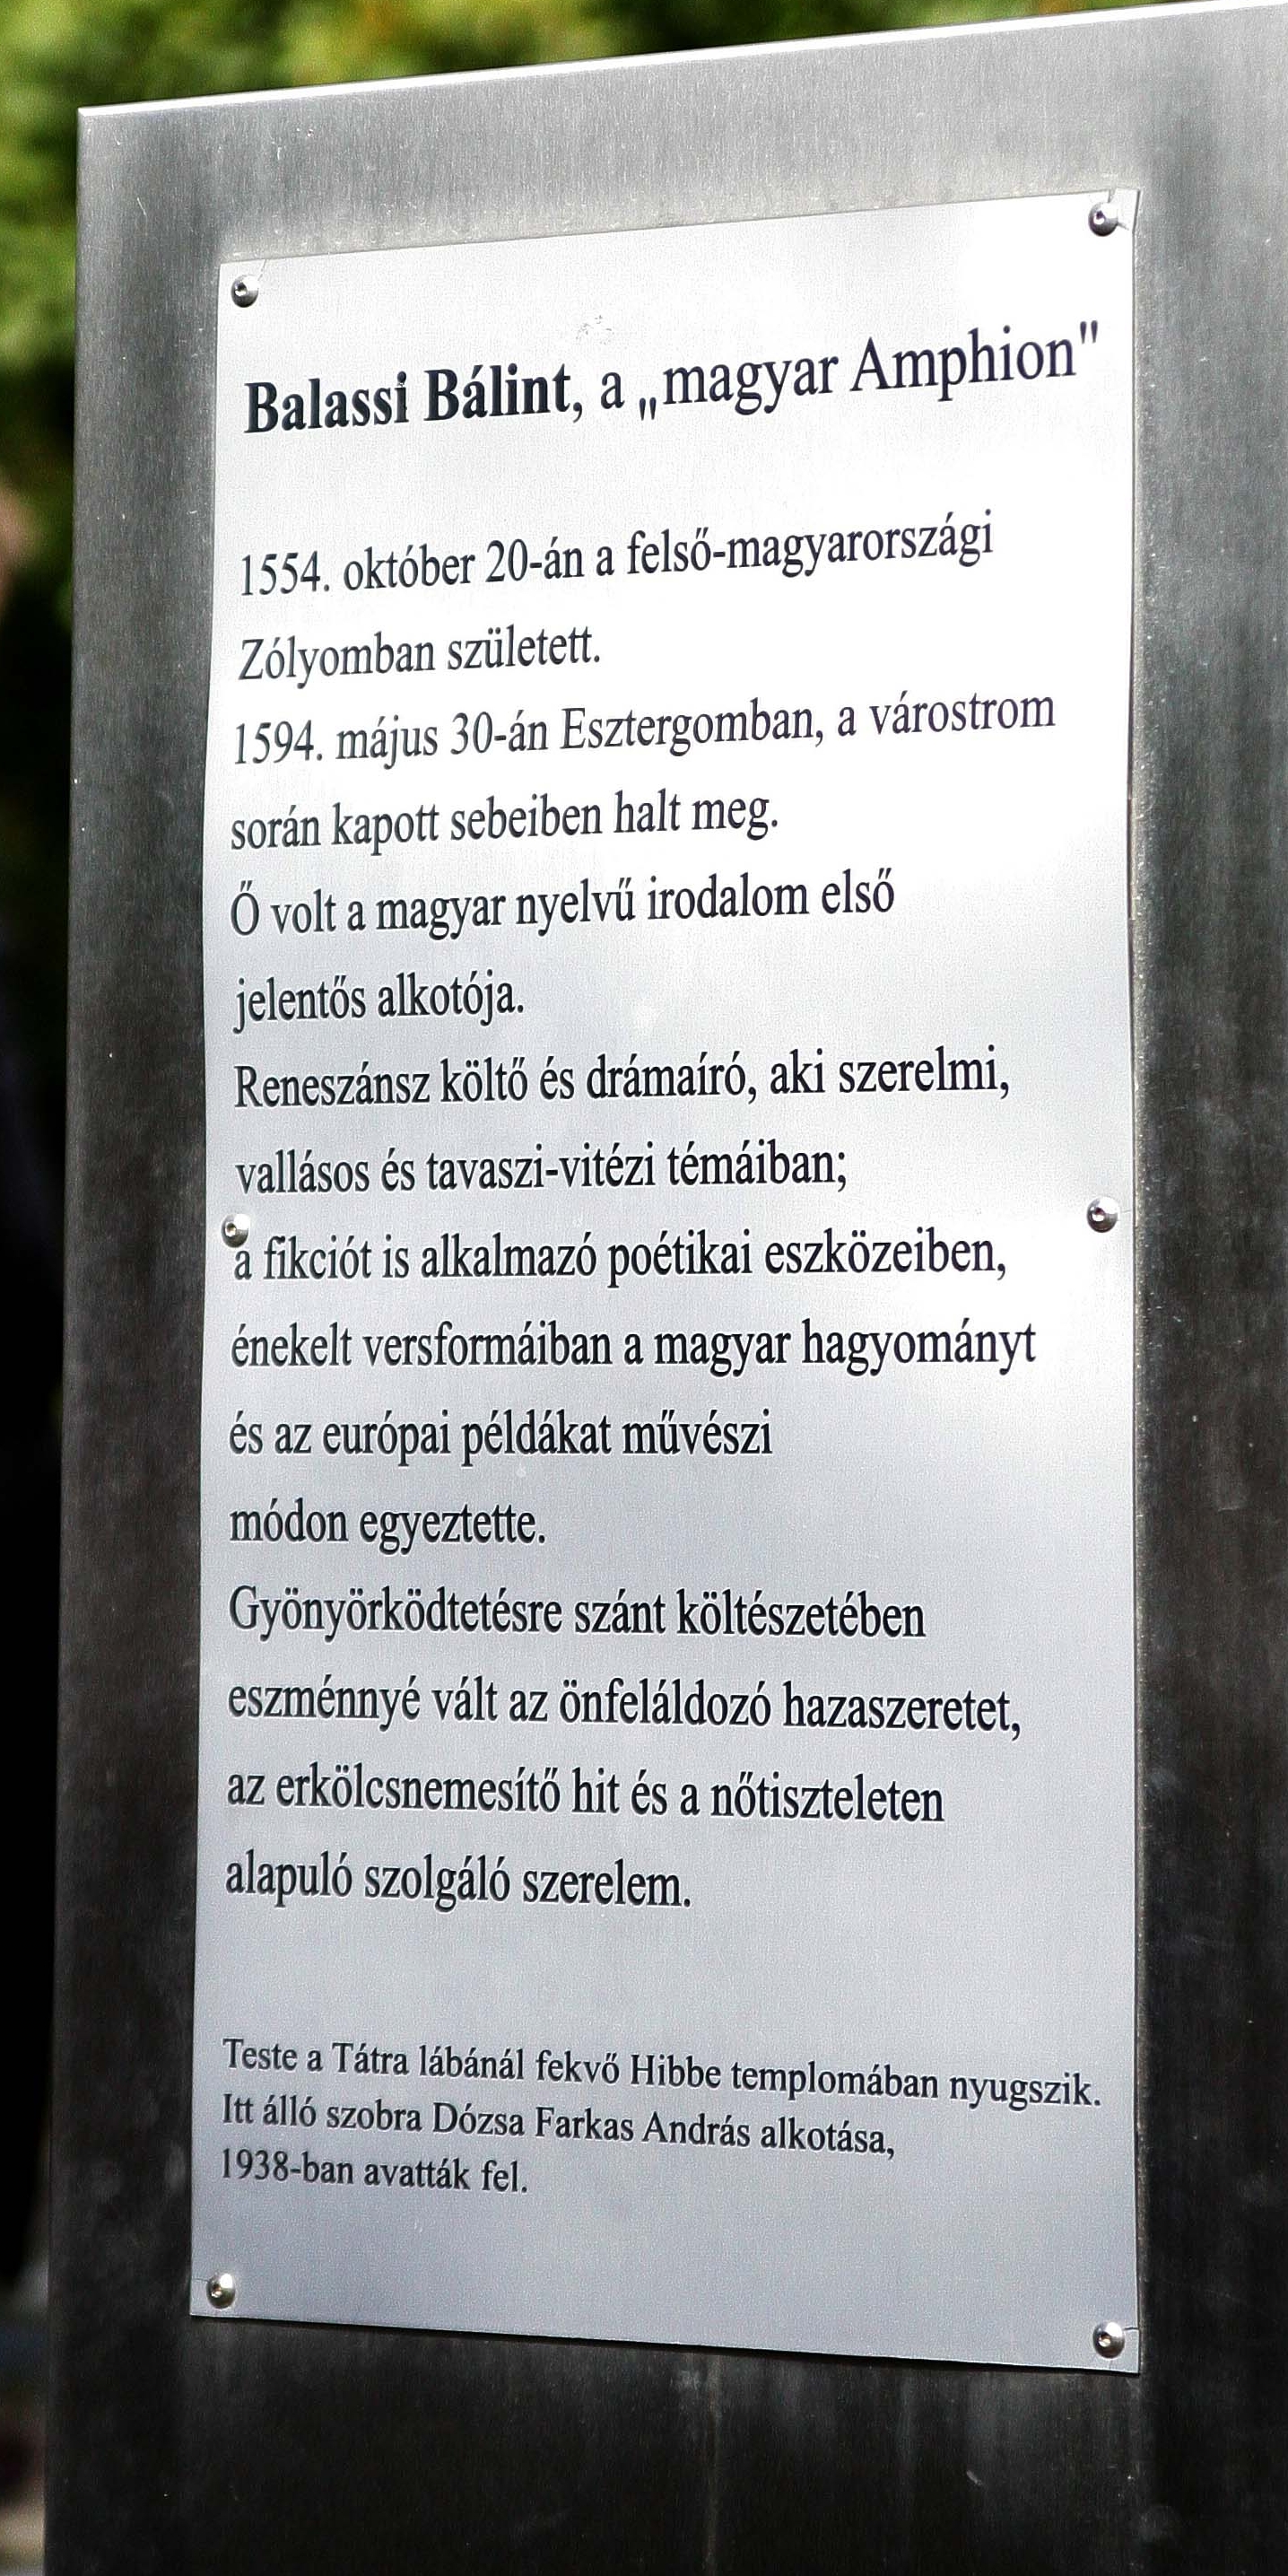 Balassi Bálint, a „magyar Amphion"
1554. október 20-án a felső-magyarországi
Zólyomban született.
1594. május 30-án Esztergomban, a várostrom
során kapott sebeiben halt meg.
Ő volt a magyar nyelvű irodalom első
jelentős alkotója.
Reneszánsz költő és drámaíró, aki szerelmi,
vallásos és tavaszi-vitézi témáiban;
a fikciót is alkalmazó poétikai eszközeiben,
énekelt versformáiban a magyar hagyományt
és az európai példákat művészi
módon egyeztette.
Gyönyörködtetésre szánt költészetében
eszménnyé vált az önfeláldozó hazaszeretet,
az erkölcsnemesítő hit és a nőtiszteleten
alapuló szolgáló szerelem.
Teste a Tátra lábánál fekvő Hibbe templomában nyugszik.
Itt álló szobra Dózsa Farkas András alkotása,
1938-ban avatták fel.